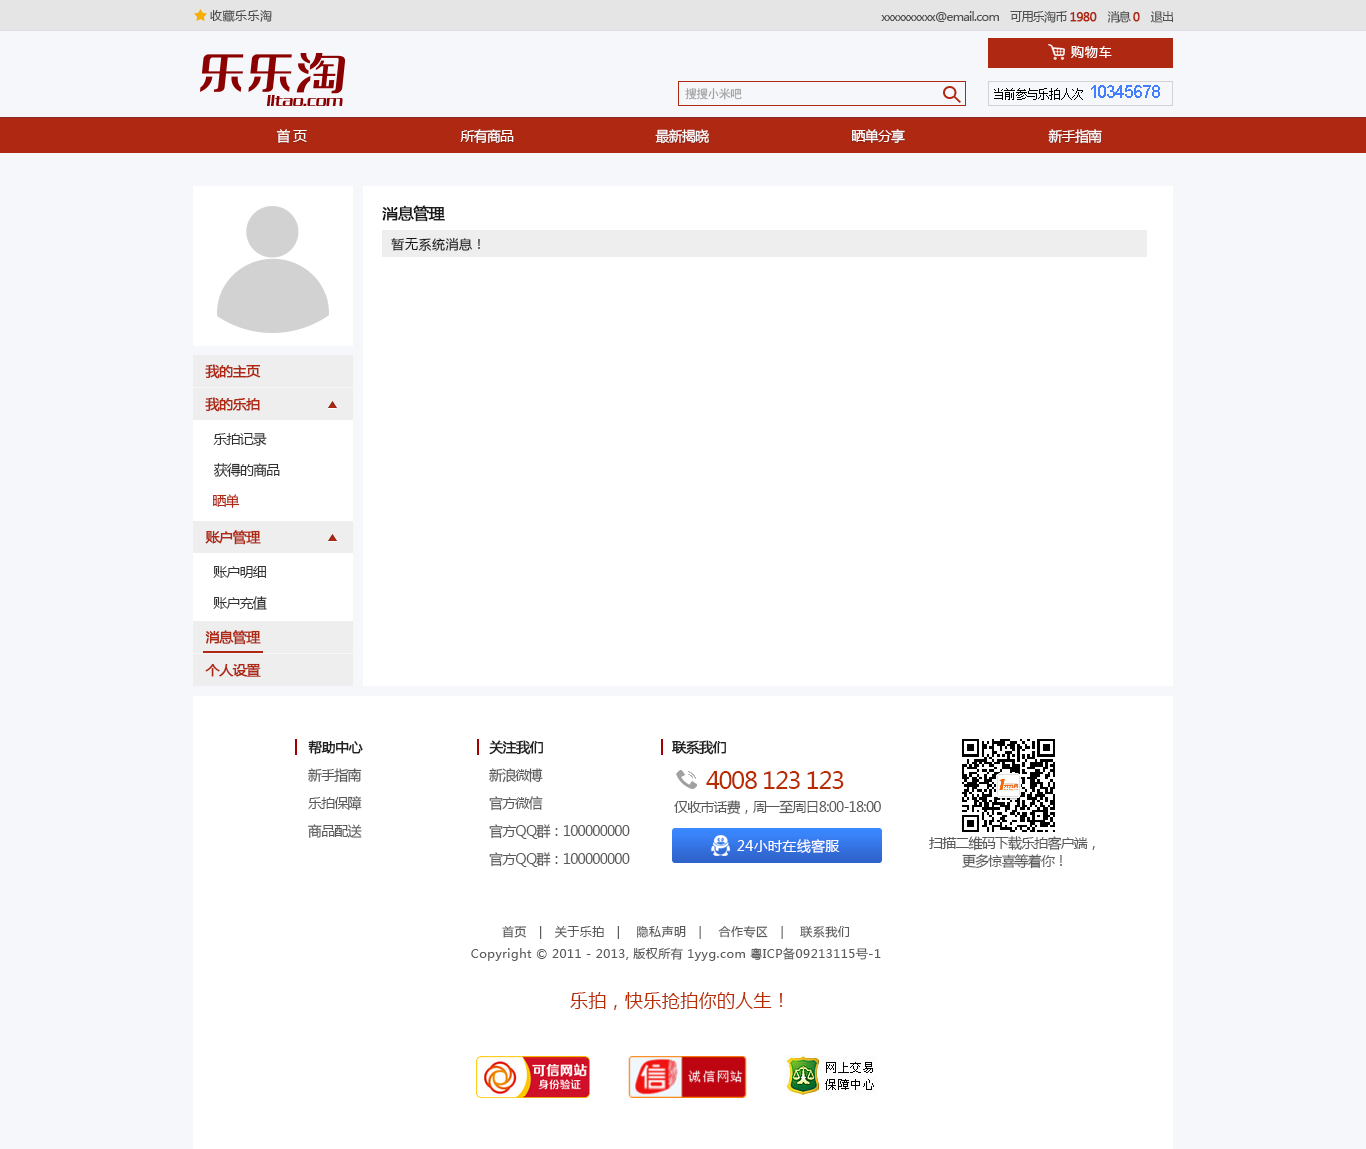 收藏乐乐淘
xxxxxxxxxx@email.com 可用乐淘币 1980 消息 0 退出
购物车
乐乐淘
lltao.com
搜搜小米吧
当前参与乐拍人次 10345678
首 页 所有商品 最新揭晓 晒单分享 新手指南
消息管理
暂无系统消息！
我的主页
我的乐拍
乐拍记录
获得的商品
晒单
账户管理
账户明细
账户充值
消息管理
个人设置
帮助中心
新手指南
乐拍保障
商品配送
关注我们
新浪微博
官方微信
官方QQ群：100000000
官方QQ群：100000000
联系我们
4008 123 123
仅收市话费，周一至周日8:00-18:00
24小时在线客服
扫描二维码下载乐拍客户端，
更多惊喜等着你！
首页 | 关于乐拍 | 隐私声明 | 合作专区 | 联系我们
Copyright © 2011 - 2013, 版权所有 1yyg.com 粤ICP备09213115号-1
乐拍，快乐抢拍你的人生！
可信网站
身份验证
信
诚信网站
网上交易
保障中心